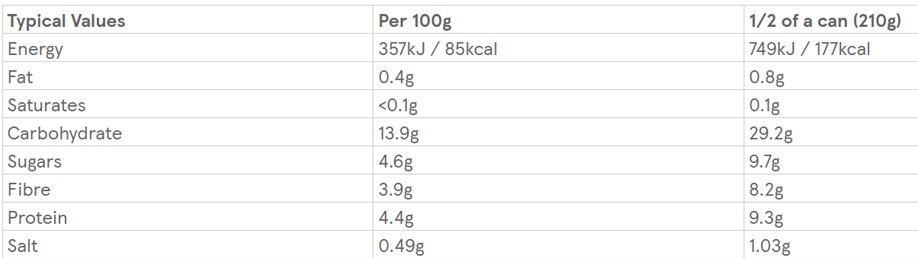 Typical Values Per 100g 1/2 of a can (210g)
Energy 357kJ / 85kcal 749kJ / 177kcal
Fat 0.4g 0.8g
Saturates <0.1g 0.1g
Carbohydrate 13.9g 29.2g
Sugars 4.6g 9.7g
Fibre 3.9g 8.2g
Protein 4.4g 9.3g
Salt 0.49g 1.03g